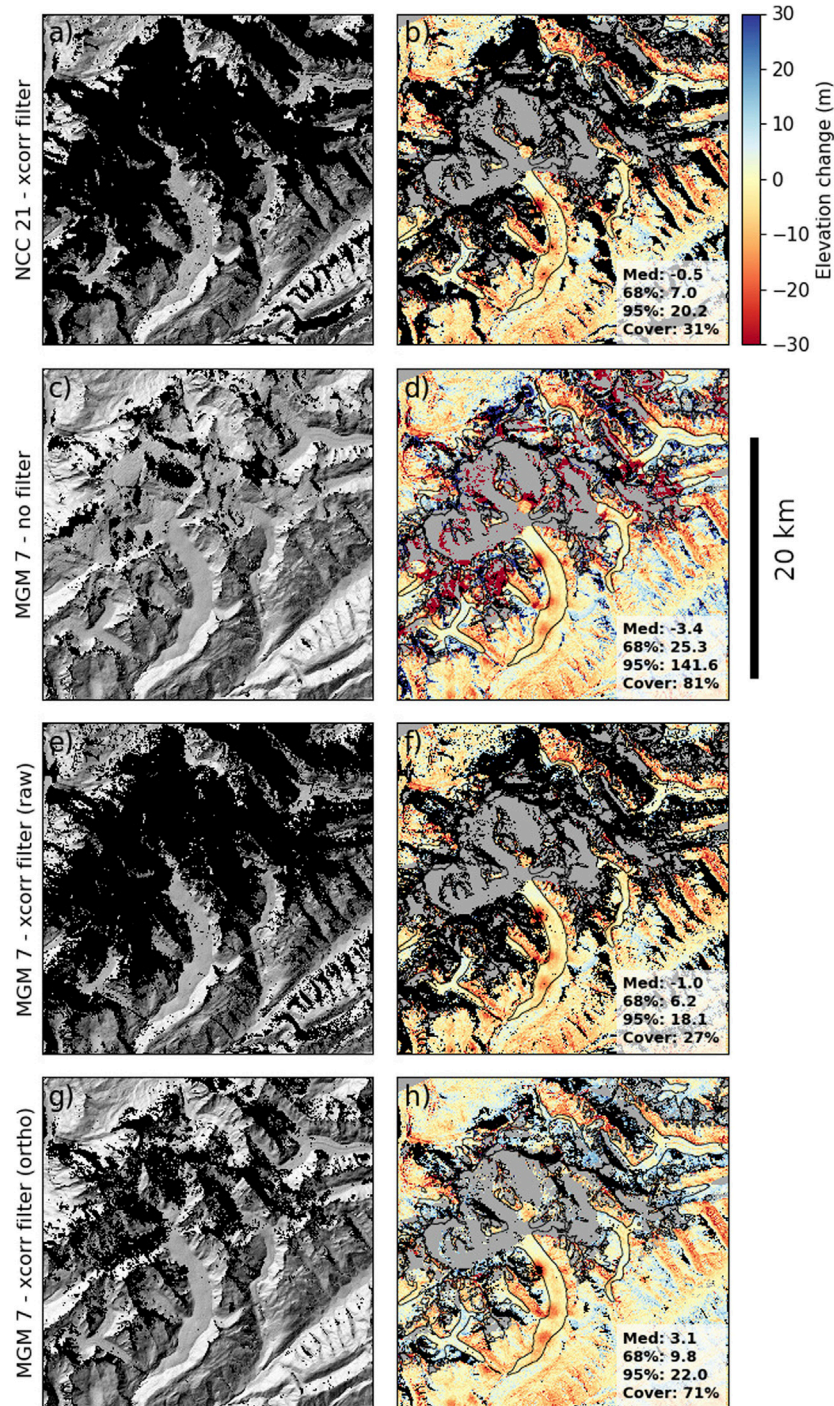 NCC 21 - xcorr filter
a)
b)
Med: -0.5
68%: 7.0
95%: 20.2
Cover: 31%
30
20
10
0
−10
−20
−30
Elevation change (m)
MGM 7 - no filter
c)
d)
Med: -3.4
68%: 25.3
95%: 141.6
Cover: 81%
20 km
MGM 7 - xcorr filter (raw)
e)
f)
Med: -1.0
68%: 6.2
95%: 18.1
Cover: 27%
MGM 7 - xcorr filter (ortho)
g)
h)
Med: 3.1
68%: 9.8
95%: 22.0
Cover: 71%